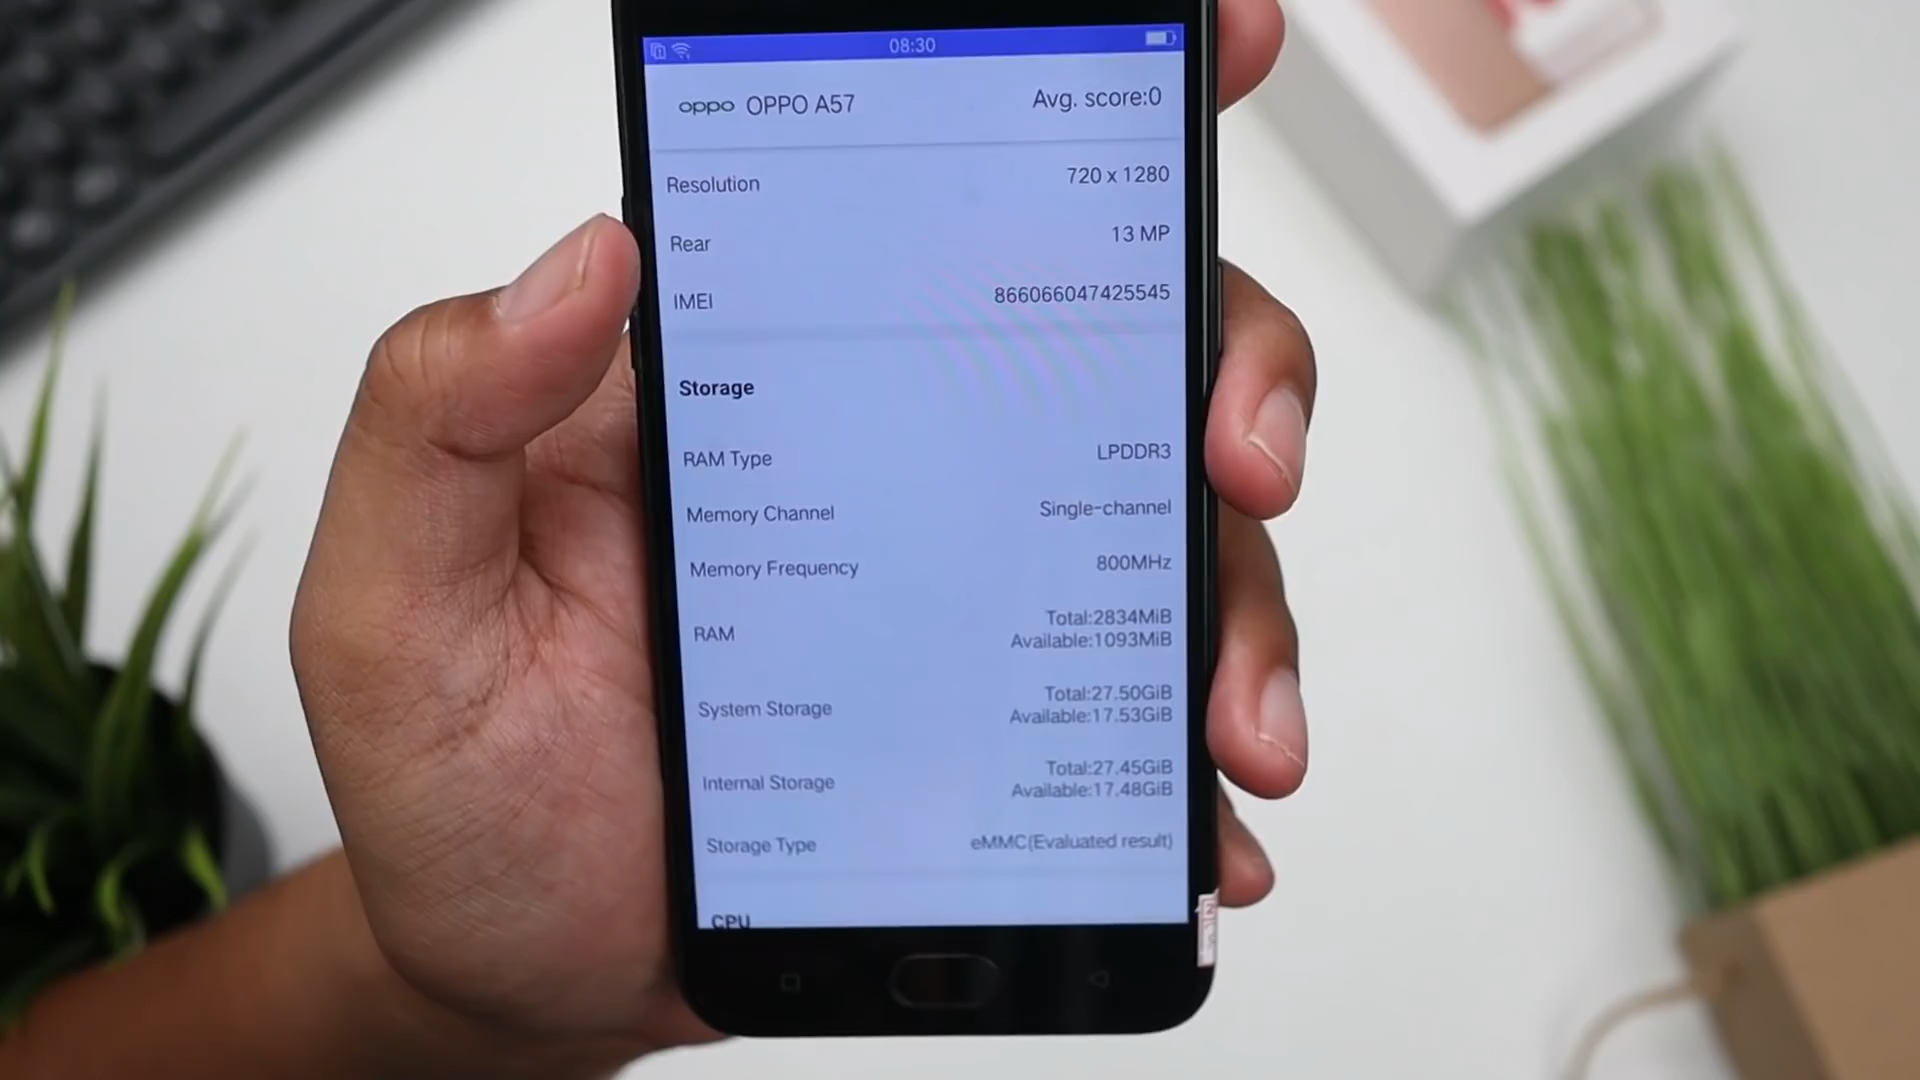 08:30
oppo OPPO A57 Avg. score:0
Resolution 720 x 1280
Rear 13 MP
IMEI 866066047425545
Storage
RAM Type LPDDR3
Memory Channel Single-channel
Memory Frequency 800MHz
RAM Total:2834MiB
Available:1093MiB
System Storage Total:27.50GiB
Available:17.53GiB
Internal Storage Total:27.45GiB
Available:17.48GiB
Storage Type eMMC(Evaluated result)
CPU